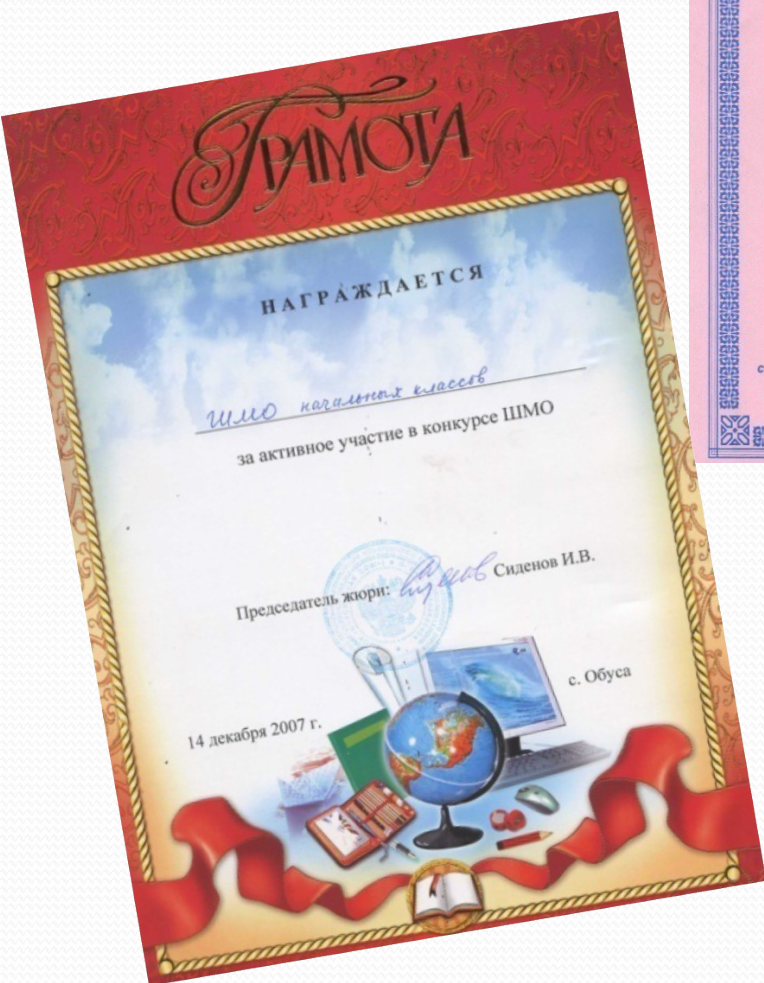 ГРАМОТА
НАГРАЖДАЕТСЯ
ШМО начальных классов
за активное участие в конкурсе ШМО
Председатель жюри: Сиденов И.В.
с. Обуса
14 декабря 2007 г.
с